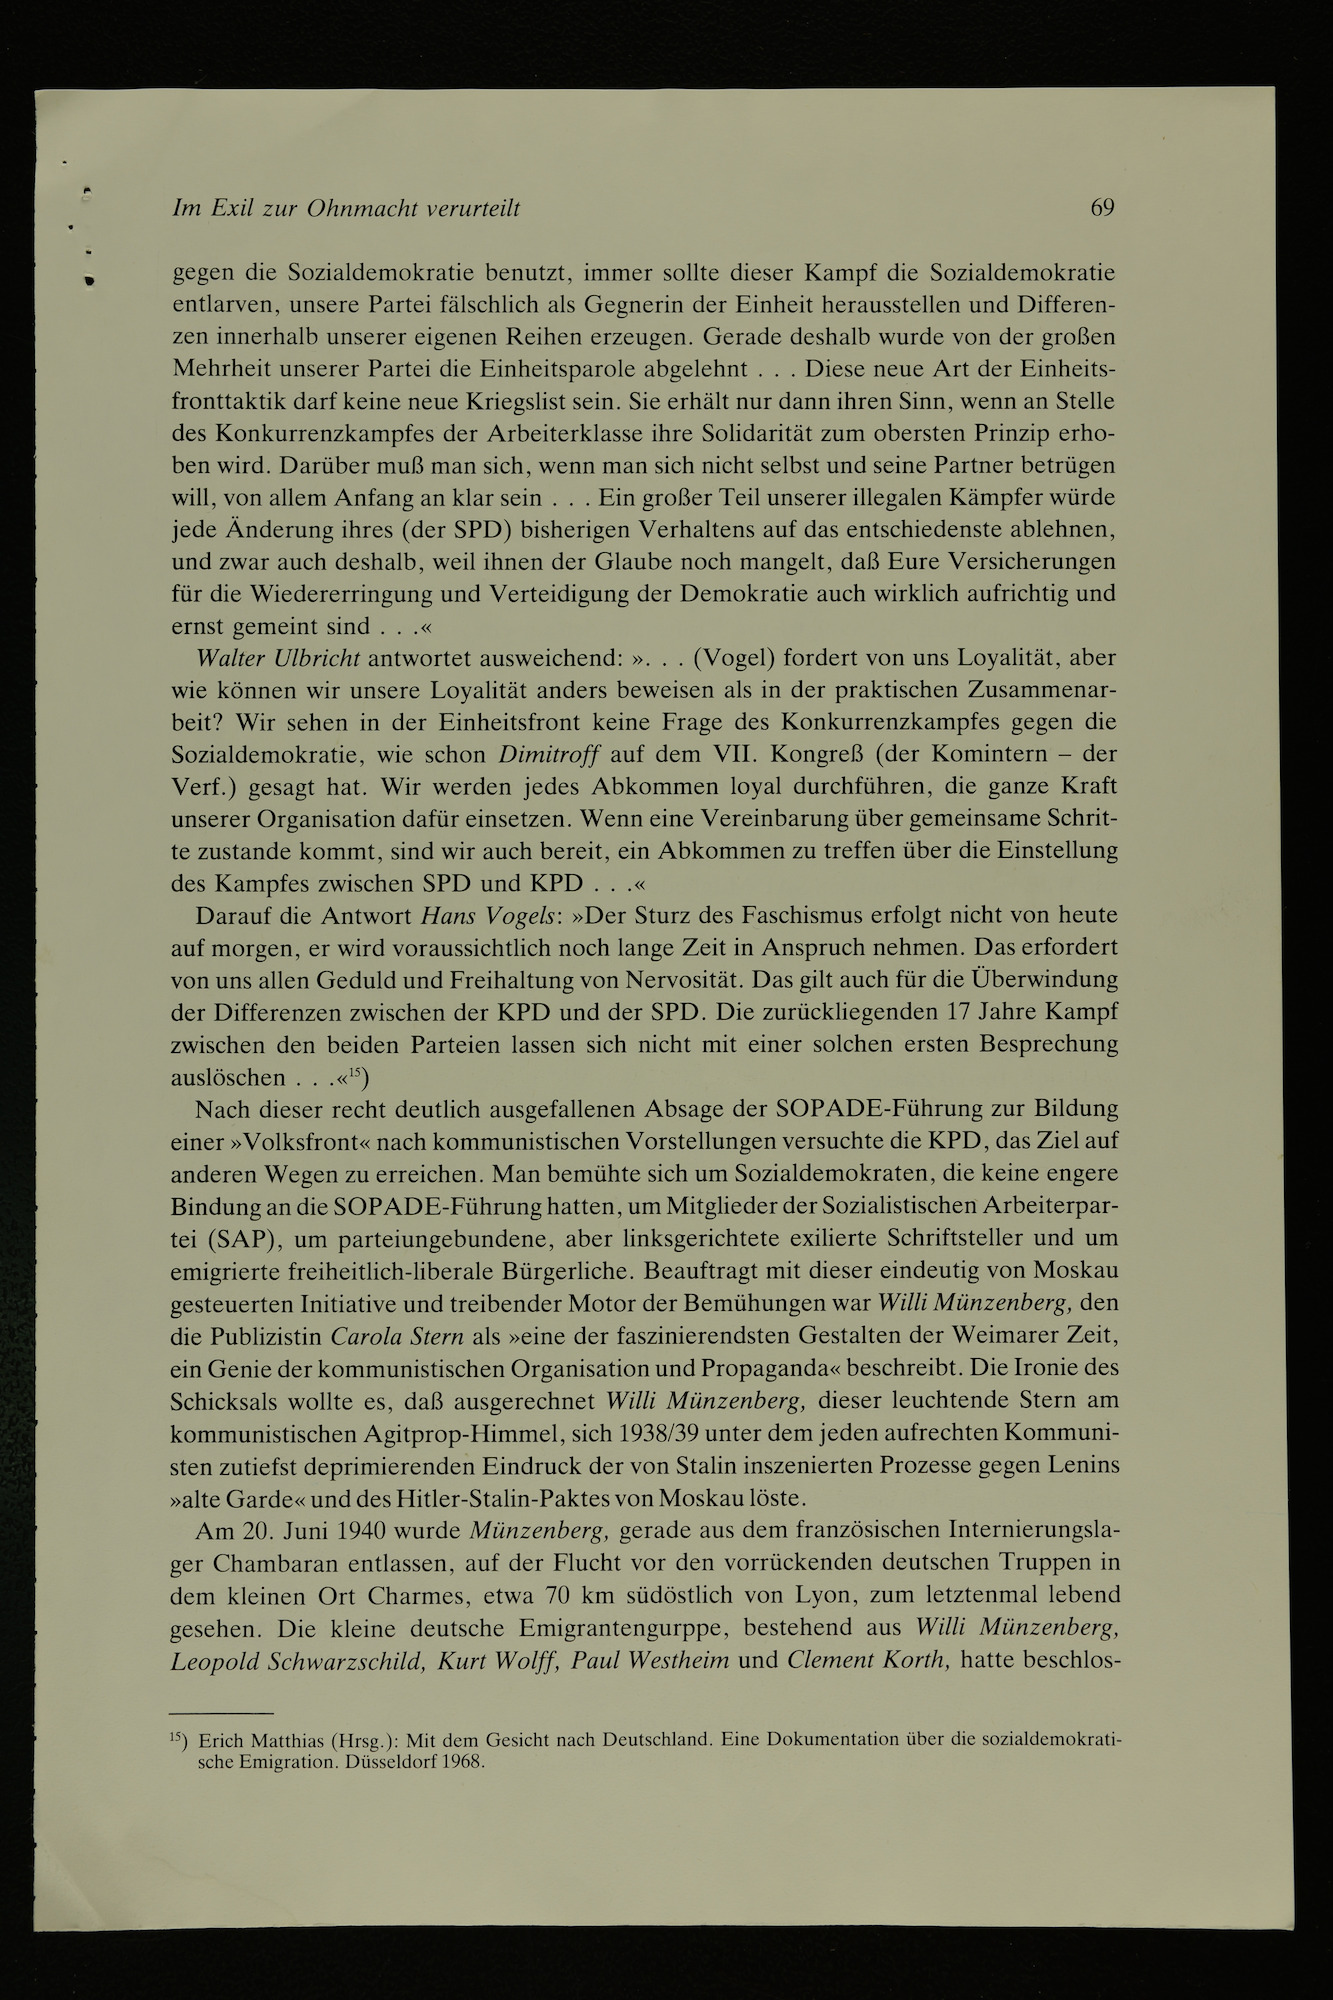 Im Exil zur Ohnmacht verurteilt 69
gegen die Sozialdemokratie benutzt, immer sollte dieser Kampf die Sozialdemokratie
entlarven, unsere Partei fälschlich als Gegnerin der Einheit herausstellen und Differen-
zen innerhalb unserer eigenen Reihen erzeugen. Gerade deshalb wurde von der großen
Mehrheit unserer Partei die Einheitsparole abgelehnt . . . Diese neue Art der Einheits-
fronttaktik darf keine neue Kriegslist sein. Sie erhält nur dann ihren Sinn, wenn an Stelle
des Konkurrenzkampfes der Arbeiterklasse ihre Solidarität zum obersten Prinzip erho-
ben wird. Darüber muß man sich, wenn man sich nicht selbst und seine Partner betrügen
will, von allem Anfang an klar sein . . . Ein großer Teil unserer illegalen Kämpfer würde
jede Änderung ihres (der SPD) bisherigen Verhaltens auf das entschiedenste ablehnen,
und zwar auch deshalb, weil ihnen der Glaube noch mangelt, daß Eure Versicherungen
für die Wiedererringung und Verteidigung der Demokratie auch wirklich aufrichtig und
ernst gemeint sind . . .«
Walter Ulbricht antwortet ausweichend: ». . . (Vogel) fordert von uns Loyalität, aber
wie können wir unsere Loyalität anders beweisen als in der praktischen Zusammenar-
beit? Wir sehen in der Einheitsfront keine Frage des Konkurrenzkampfes gegen die
Sozialdemokratie, wie schon Dimitroff auf dem VII. Kongreß (der Komintern – der
Verf.) gesagt hat. Wir werden jedes Abkommen loyal durchführen, die ganze Kraft
unserer Organisation dafür einsetzen. Wenn eine Vereinbarung über gemeinsame Schrit-
te zustande kommt, sind wir auch bereit, ein Abkommen zu treffen über die Einstellung
des Kampfes zwischen SPD und KPD . . .«
Darauf die Antwort Hans Vogels: »Der Sturz des Faschismus erfolgt nicht von heute
auf morgen, er wird voraussichtlich noch lange Zeit in Anspruch nehmen. Das erfordert
von uns allen Geduld und Freihaltung von Nervosität. Das gilt auch für die Überwindung
der Differenzen zwischen der KPD und der SPD. Die zurückliegenden 17 Jahre Kampf
zwischen den beiden Parteien lassen sich nicht mit einer solchen ersten Besprechung
auslöschen . . .«¹⁵)
Nach dieser recht deutlich ausgefallenen Absage der SOPADE-Führung zur Bildung
einer »Volksfront« nach kommunistischen Vorstellungen versuchte die KPD, das Ziel auf
anderen Wegen zu erreichen. Man bemühte sich um Sozialdemokraten, die keine engere
Bindung an die SOPADE-Führung hatten, um Mitglieder der Sozialistischen Arbeiterpar-
tei (SAP), um parteiungebundene, aber linksgerichtete exilierte Schriftsteller und um
emigrierte freiheitlich-liberale Bürgerliche. Beauftragt mit dieser eindeutig von Moskau
gesteuerten Initiative und treibender Motor der Bemühungen war Willi Münzenberg, den
die Publizistin Carola Stern als »eine der faszinierendsten Gestalten der Weimarer Zeit,
ein Genie der kommunistischen Organisation und Propaganda« beschreibt. Die Ironie des
Schicksals wollte es, daß ausgerechnet Willi Münzenberg, dieser leuchtende Stern am
kommunistischen Agitprop-Himmel, sich 1938/39 unter dem jeden aufrechten Kommuni-
sten zutiefst deprimierenden Eindruck der von Stalin inszenierten Prozesse gegen Lenins
»alte Garde« und des Hitler-Stalin-Paktes von Moskau löste.
Am 20. Juni 1940 wurde Münzenberg, gerade aus dem französischen Internierungsla-
ger Chambaran entlassen, auf der Flucht vor den vorrückenden deutschen Truppen in
dem kleinen Ort Charmes, etwa 70 km südöstlich von Lyon, zum letztenmal lebend
gesehen. Die kleine deutsche Emigrantengurppe, bestehend aus Willi Münzenberg,
Leopold Schwarzschild, Kurt Wolff, Paul Westheim und Clement Korth, hatte beschlos-
¹⁵) Erich Matthias (Hrsg.): Mit dem Gesicht nach Deutschland. Eine Dokumentation über die sozialdemokrati-
sche Emigration. Düsseldorf 1968.